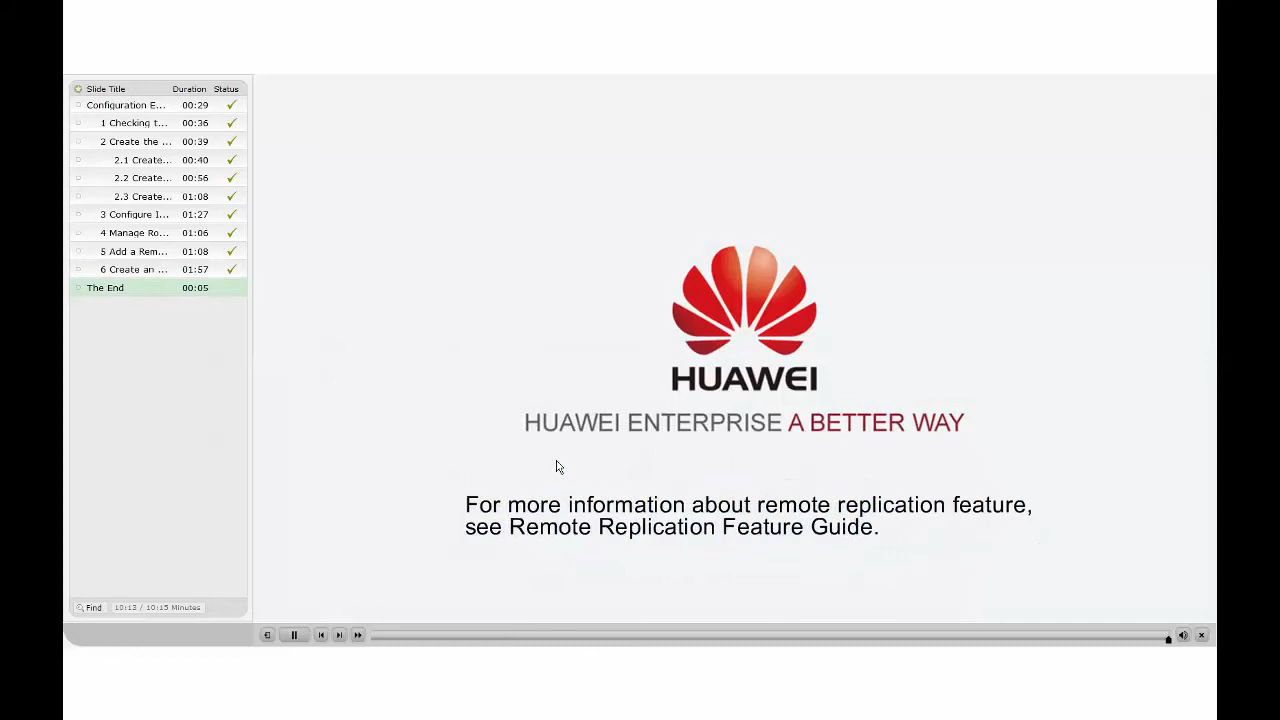 Slide Title Duration Status
Configuration E... 00:29
1 Checking t... 00:36
2 Create the ... 00:39
2.1 Create... 00:40
2.2 Create... 00:56
2.3 Create... 01:08
3 Configure I... 01:27
4 Manage Ro... 01:06
5 Add a Rem... 01:08
6 Create an ... 01:57
The End 00:05
Find 10:13 / 10:15 Minutes
HUAWEI
HUAWEI ENTERPRISE A BETTER WAY
For more information about remote replication feature,
see Remote Replication Feature Guide.